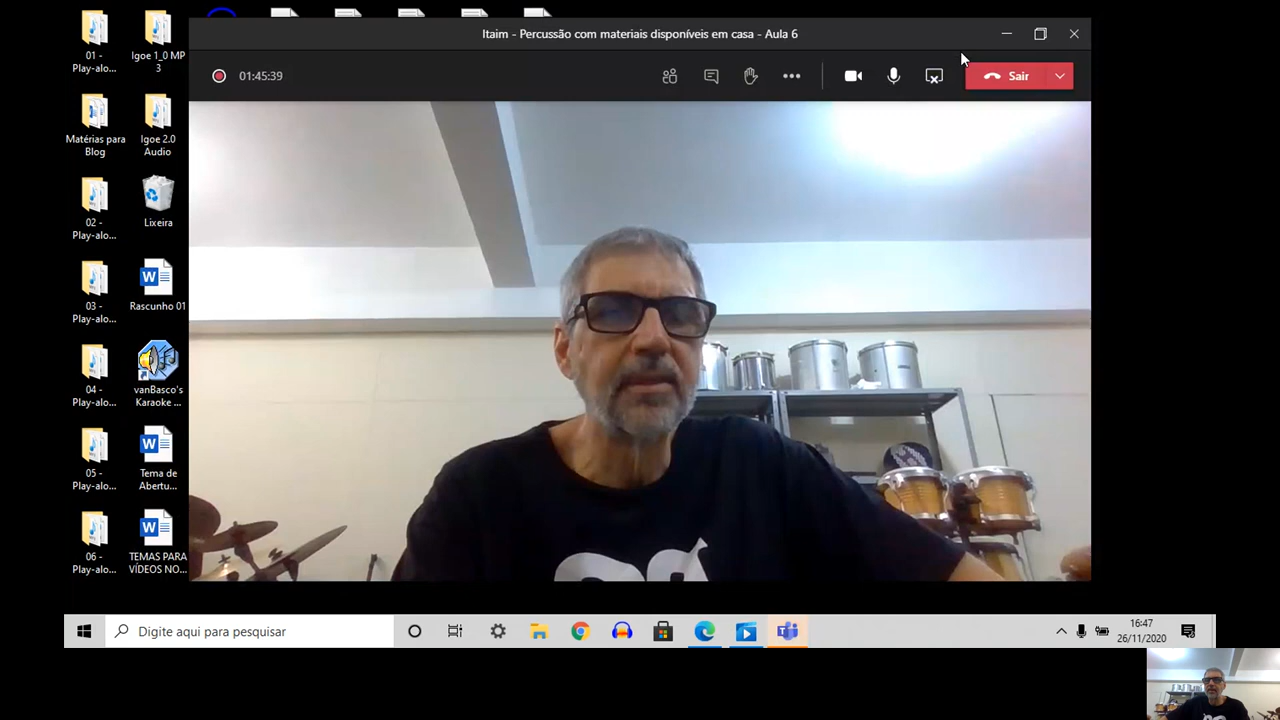 Itaim - Percussão com materiais disponíveis em casa - Aula 6
01:45:39
Sair
01 -
Play-alo...
Igoe 1_0 MP
3
Matérias para
Blog
Igoe 2.0
Audio
02 -
Play-alo...
Lixeira
03 -
Play-alo...
Rascunho 01
04 -
Play-alo...
vanBasco's
Karaoke ...
05 -
Play-alo...
Tema de
Abertu...
06 -
Play-alo...
TEMAS PARA
VÍDEOS NO...
Digite aqui para pesquisar
16:47
26/11/2020